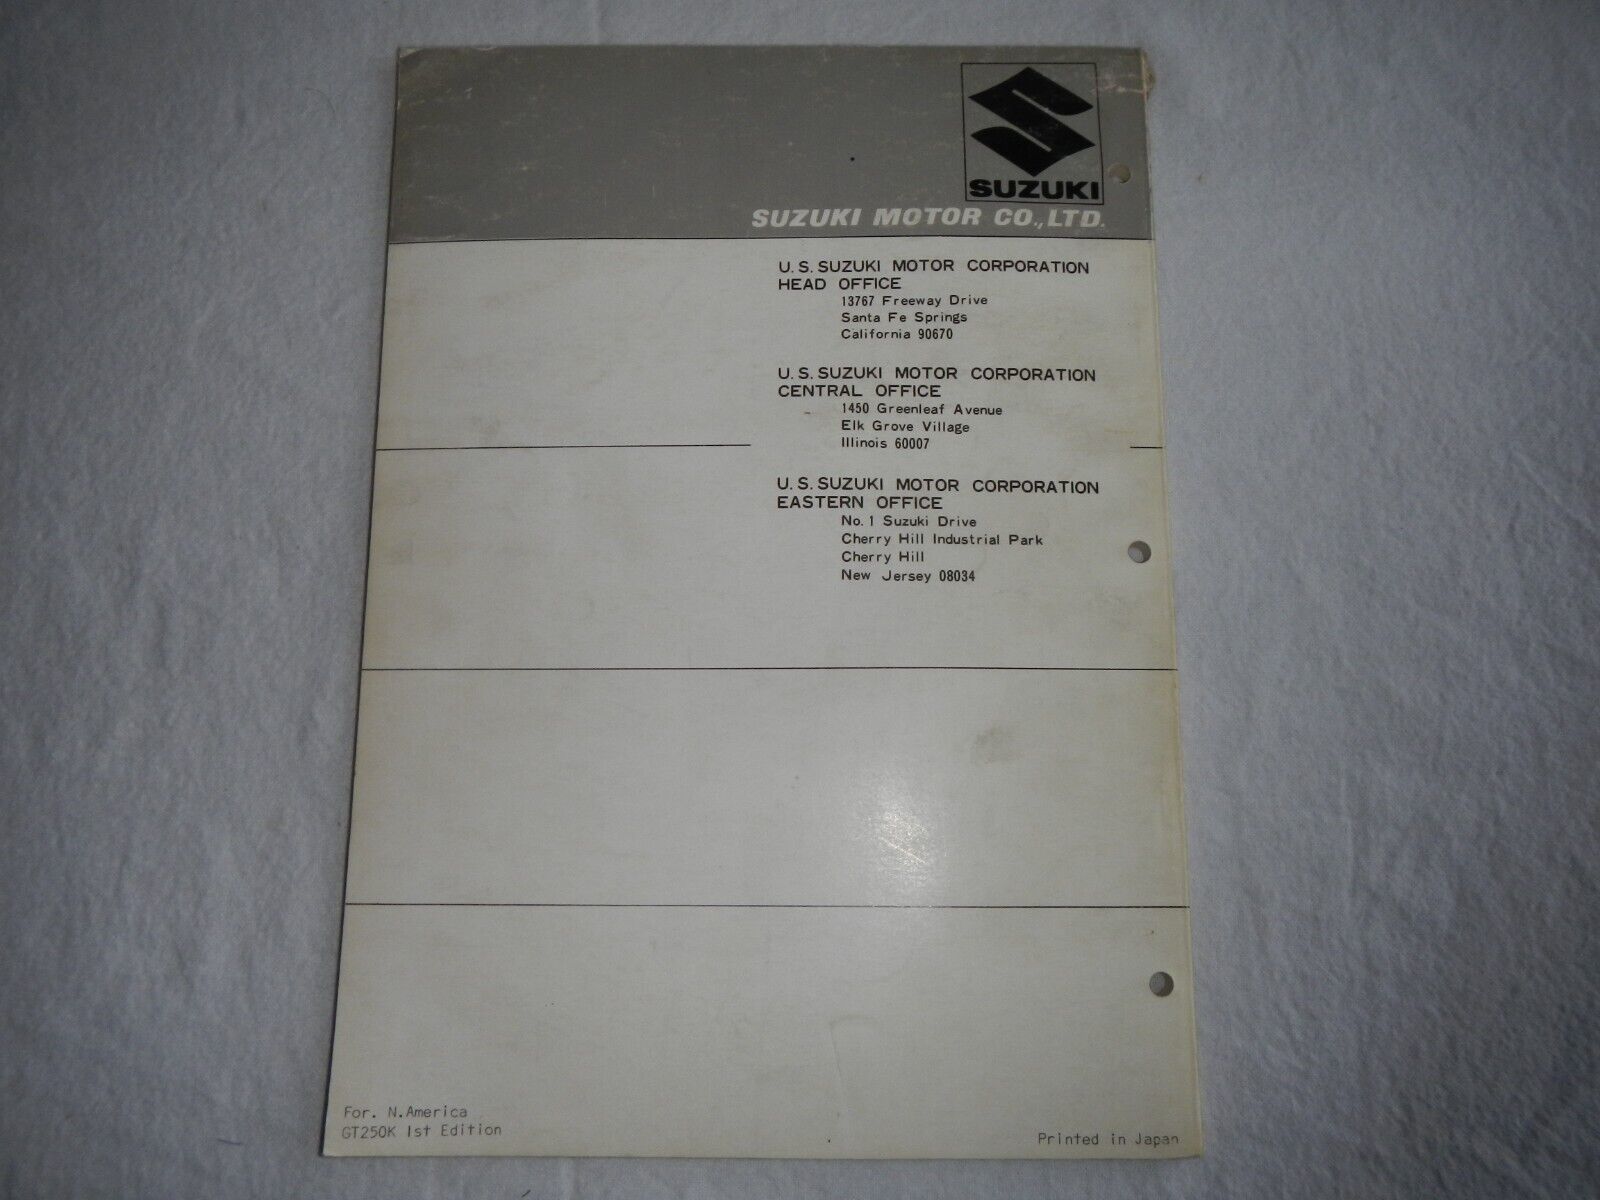 SUZUKI
SUZUKI MOTOR CO.,LTD.
U.S. SUZUKI MOTOR CORPORATION
HEAD OFFICE
13767 Freeway Drive
Santa Fe Springs
California 90670
U.S. SUZUKI MOTOR CORPORATION
CENTRAL OFFICE
1450 Greenleaf Avenue
Elk Grove Village
Illinois 60007
U.S. SUZUKI MOTOR CORPORATION
EASTERN OFFICE
No. 1 Suzuki Drive
Cherry Hill Industrial Park
Cherry Hill
New Jersey 08034
For. N.America
GT250K 1st Edition
Printed in Japan